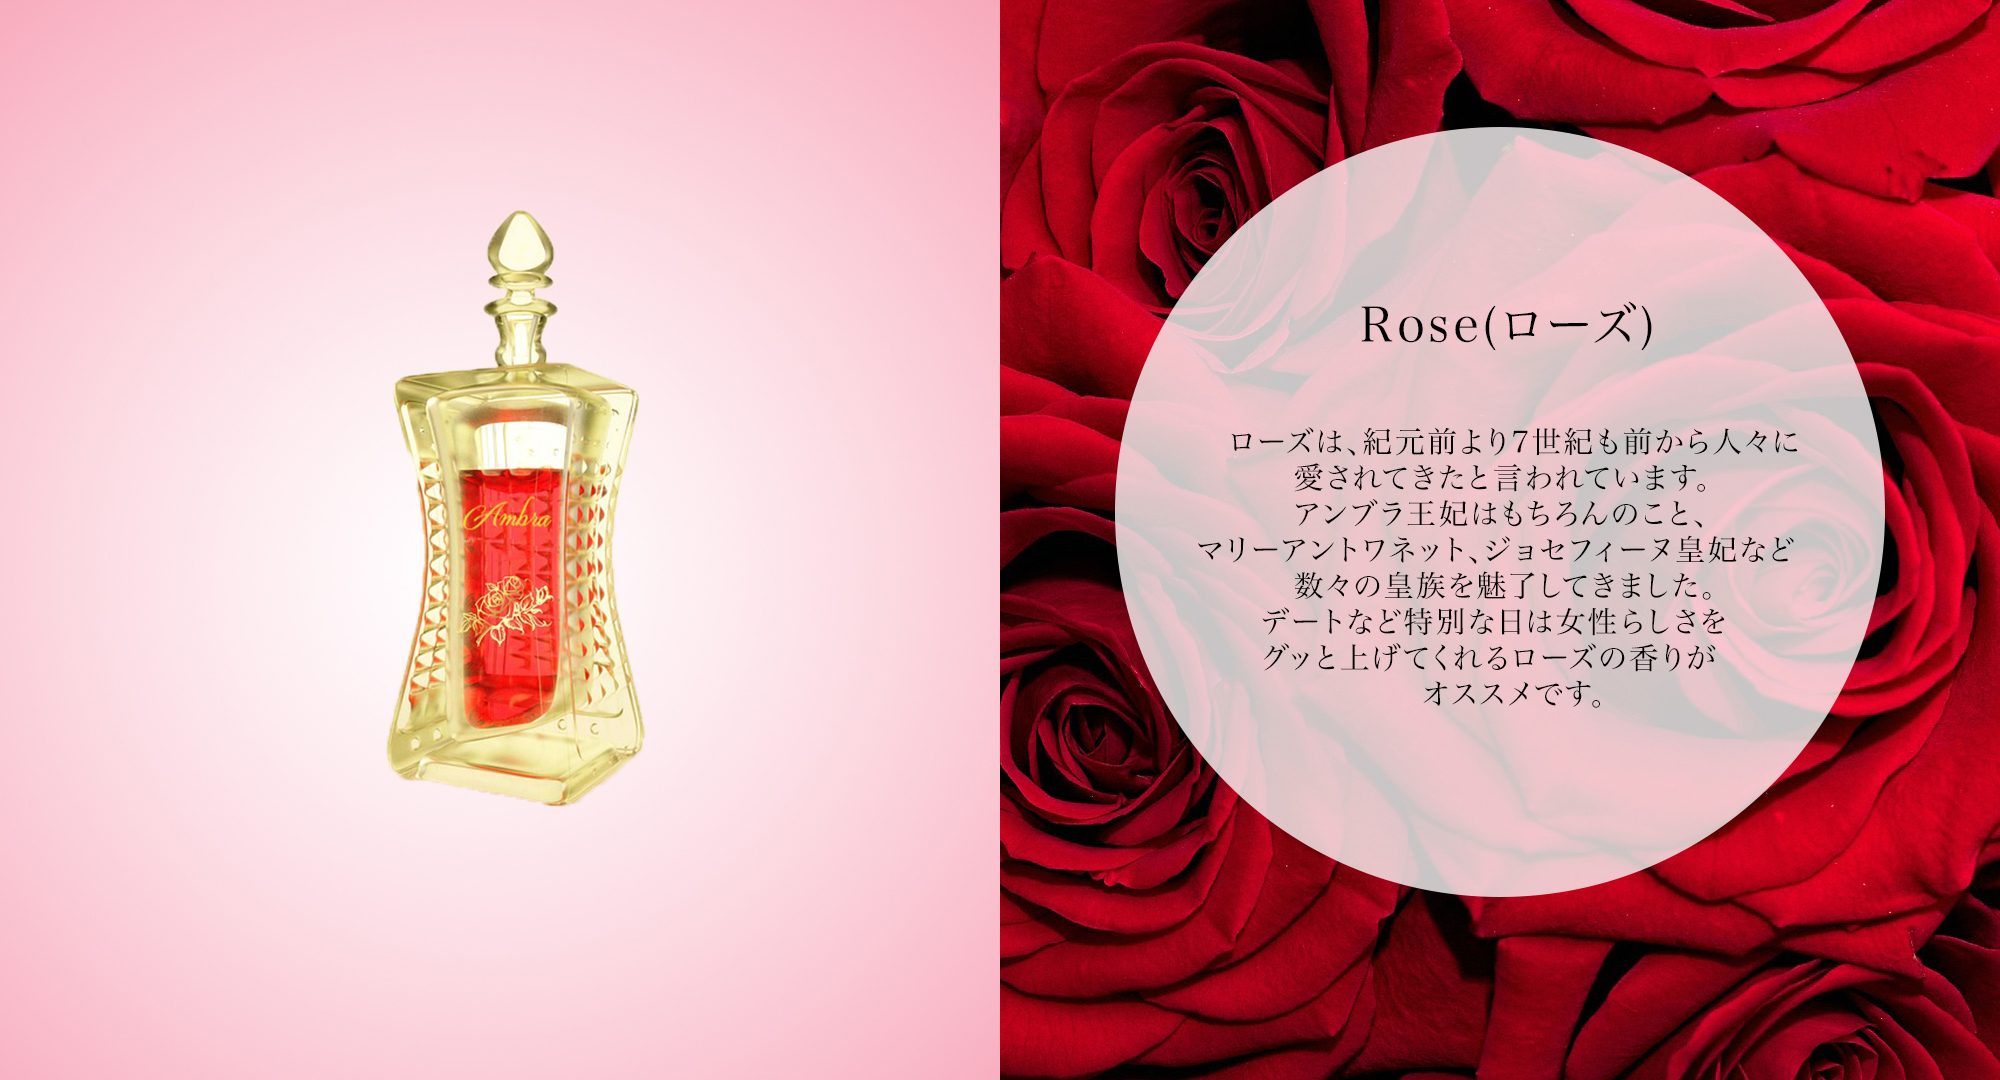 Ambra
Rose(ローズ)
ローズは、紀元前より7世紀も前から人々に
愛されてきたと言われています。
アンブラ王妃はもちろんのこと、
マリーアントワネット、ジョセフィーヌ皇妃など
数々の皇族を魅了してきました。
デートなど特別な日は女性らしさを
グッと上げてくれるローズの香りが
オススメです。